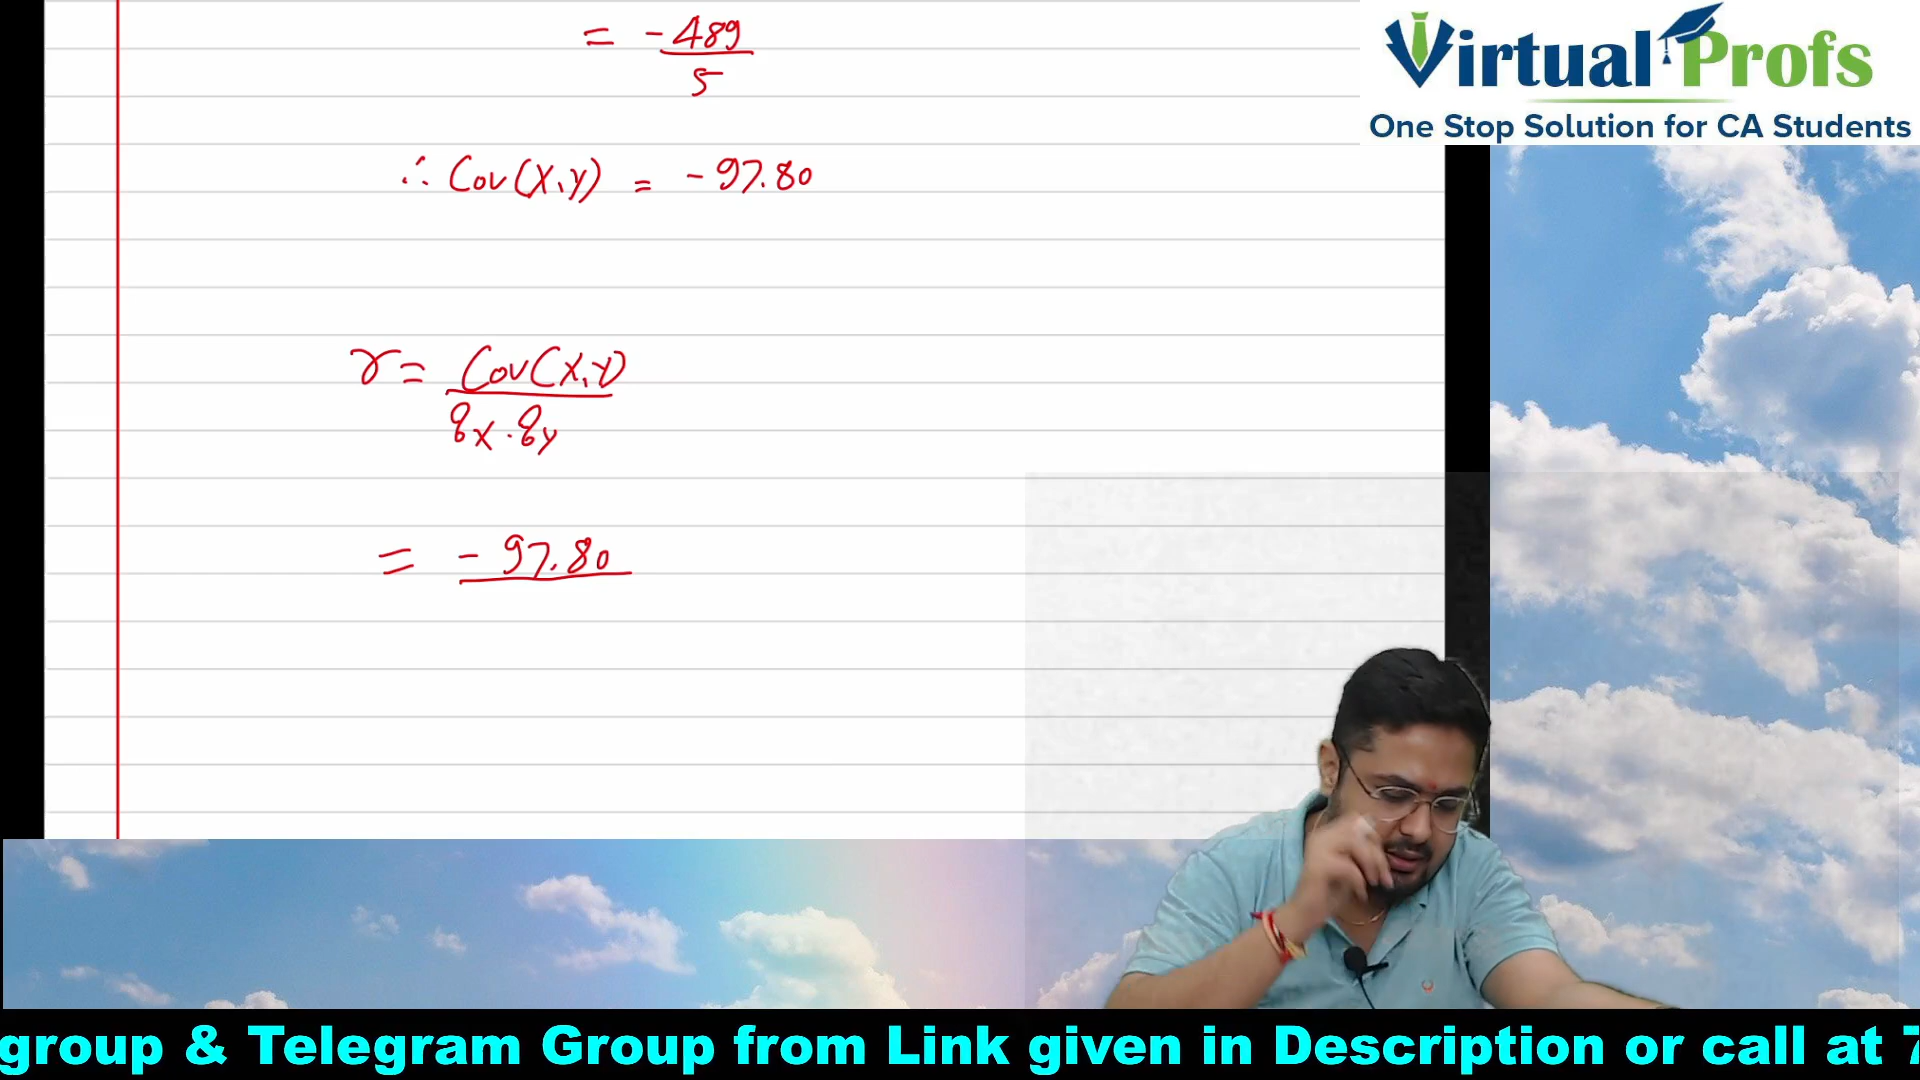 = -489
5
∴ Cov(X,Y) = -97.80
r = Cov(X,Y)
σx.σy
= -97.80
Virtual Profs
One Stop Solution for CA Students
group & Telegram Group from Link given in Description or call at 7